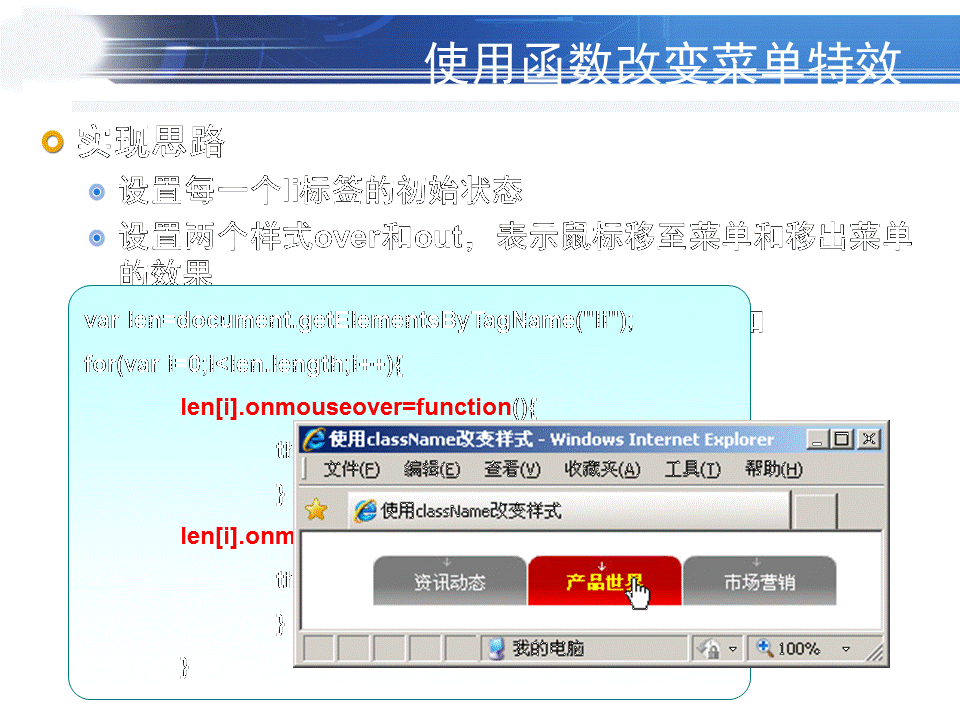 使用函数改变菜单特效
实现思路
设置每一个li标签的初始状态
设置两个样式over和out，表示鼠标移至菜单和移出菜单
的效果
var len=document.getElementsByTagName("li");
for(var i=0;i<len.length;i++){
len[i].onmouseover=function(){
th
}
len[i].onm
th
}
}
使用className改变样式 - Windows Internet Explorer
文件(F) 编辑(E) 查看(V) 收藏夹(A) 工具(T) 帮助(H)
使用className改变样式
资讯动态 产品世界 市场营销
我的电脑 100%